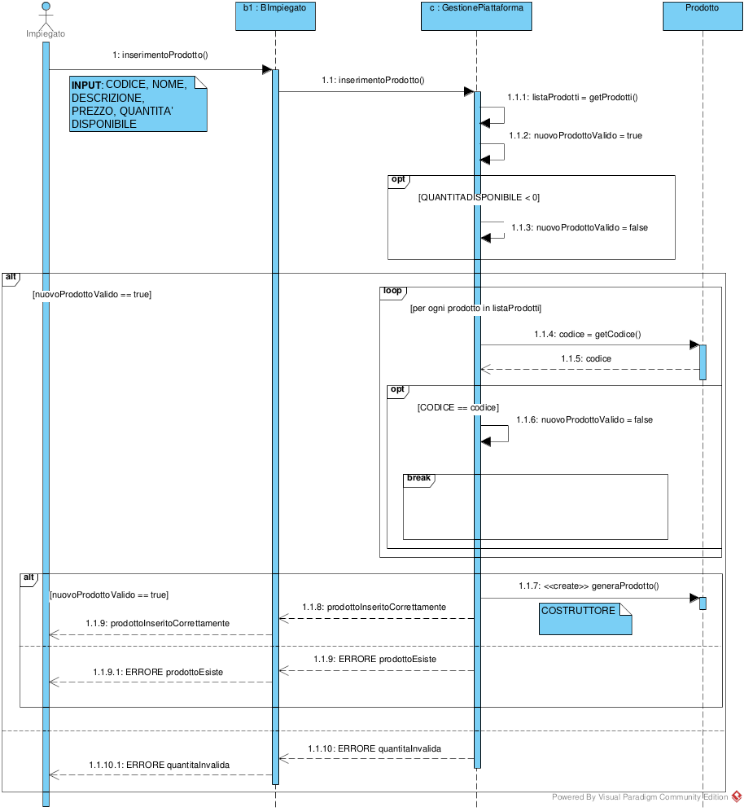 b1 : BImpiegato
c : GestionePiattaforma
Prodotto
Impiegato
1: inserimentoProdotto()
INPUT: CODICE, NOME,
DESCRIZIONE,
PREZZO, QUANTITA'
DISPONIBILE
1.1: inserimentoProdotto()
1.1.1: listaProdotti = getProdotti()
1.1.2: nuovoProdottoValido = true
opt
[QUANTITADISPONIBILE < 0]
1.1.3: nuovoProdottoValido = false
alt
[nuovoProdottoValido == true]
loop
[per ogni prodotto in listaProdotti]
1.1.4: codice = getCodice()
1.1.5: codice
opt
[CODICE == codice]
1.1.6: nuovoProdottoValido = false
break
alt
[nuovoProdottoValido == true]
1.1.7: <<create>> generaProdotto()
COSTRUTTORE
1.1.8: prodottoInseritoCorrettamente
1.1.9: prodottoInseritoCorrettamente
1.1.9: ERRORE prodottoEsiste
1.1.9.1: ERRORE prodottoEsiste
1.1.10: ERRORE quantitaInvalida
1.1.10.1: ERRORE quantitaInvalida
Powered By Visual Paradigm Community Edition